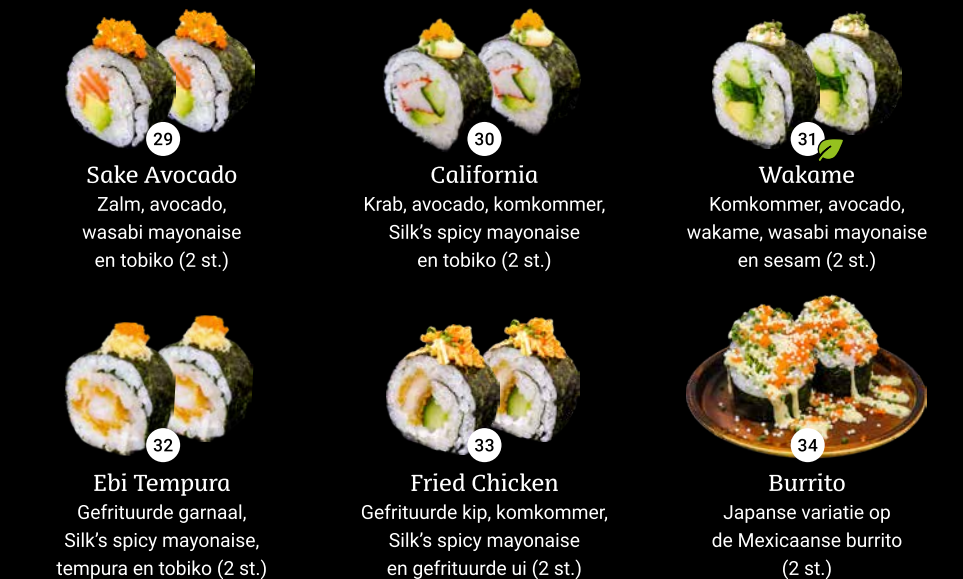 29
Sake Avocado
Zalm, avocado,
wasabi mayonaise
en tobiko (2 st.)
30
California
Krab, avocado, komkommer,
Silk’s spicy mayonaise
en tobiko (2 st.)
31
Wakame
Komkommer, avocado,
wakame, wasabi mayonaise
en sesam (2 st.)
32
Ebi Tempura
Gefrituurde garnaal,
Silk’s spicy mayonaise,
tempura en tobiko (2 st.)
33
Fried Chicken
Gefrituurde kip, komkommer,
Silk’s spicy mayonaise
en gefrituurde ui (2 st.)
34
Burrito
Japanse variatie op
de Mexicaanse burrito
(2 st.)